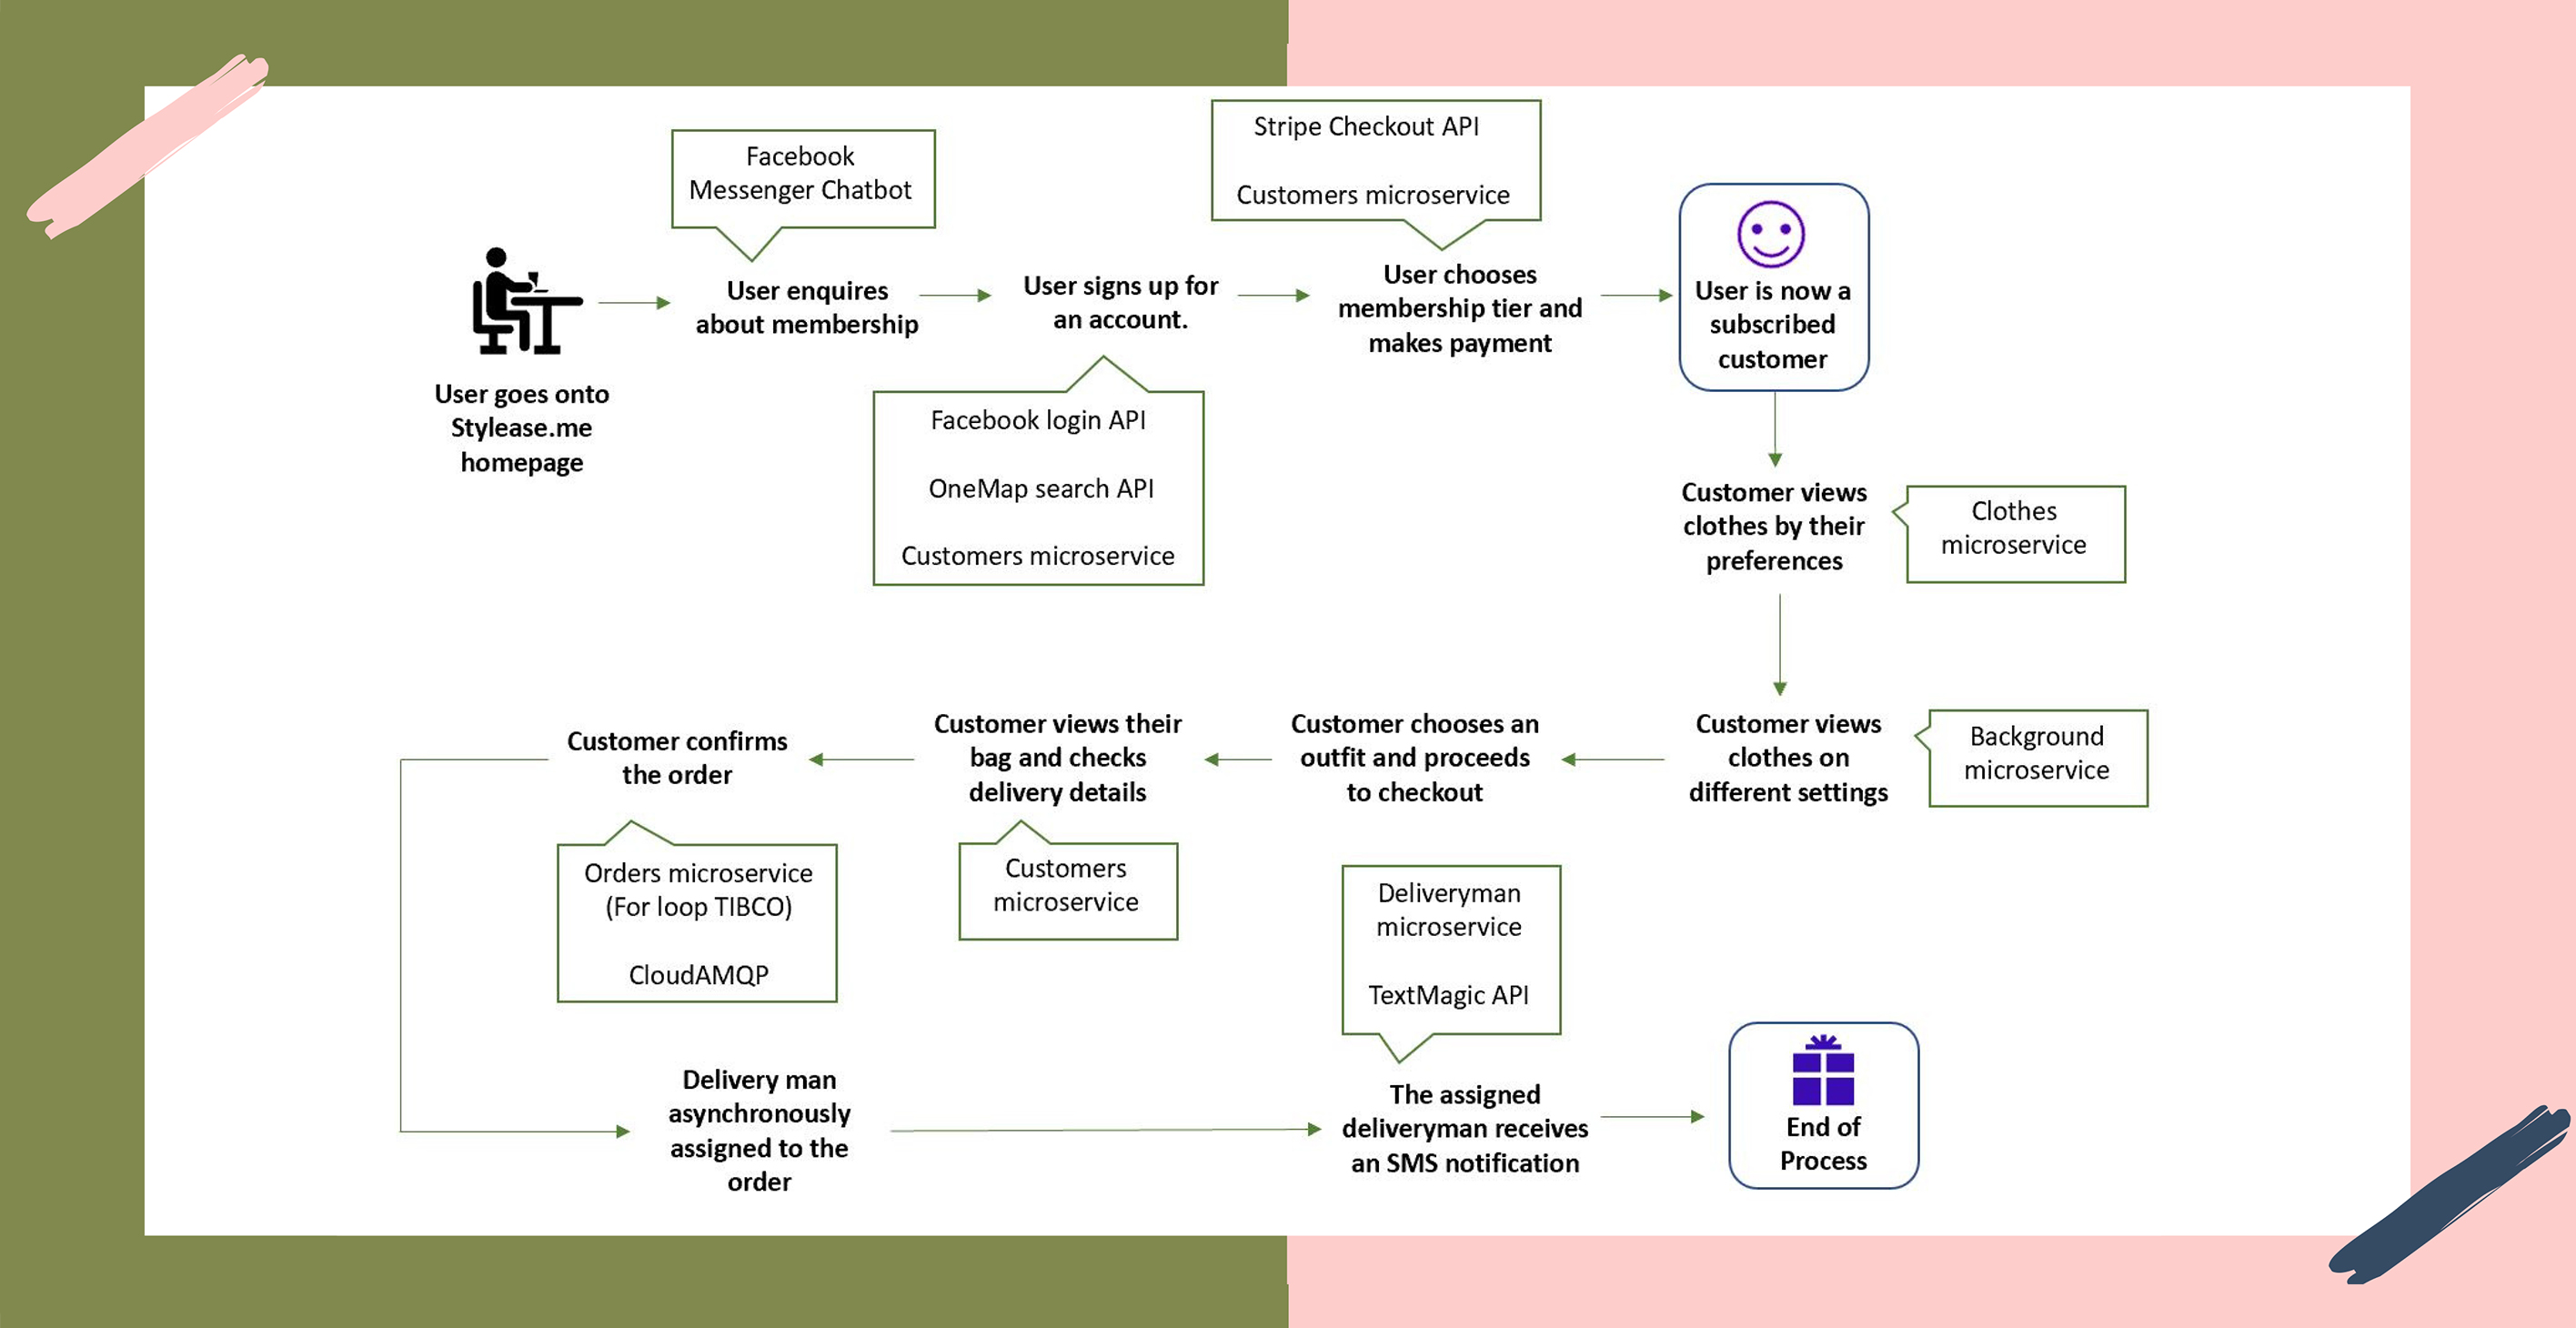 Facebook
Messenger Chatbot
Stripe Checkout API
Customers microservice
User goes onto
Stylease.me
homepage
User enquires
about membership
User signs up for
an account.
Facebook login API
OneMap search API
Customers microservice
User chooses
membership tier and
makes payment
User is now a
subscribed
customer
Customer views
clothes by their
preferences
Clothes
microservice
Customer views
clothes on
different settings
Background
microservice
Customer chooses an
outfit and proceeds
to checkout
Customer views their
bag and checks
delivery details
Customers
microservice
Customer confirms
the order
Orders microservice
(For loop TIBCO)
CloudAMQP
Delivery man
asynchronously
assigned to the
order
Deliveryman
microservice
TextMagic API
The assigned
deliveryman receives
an SMS notification
End of
Process